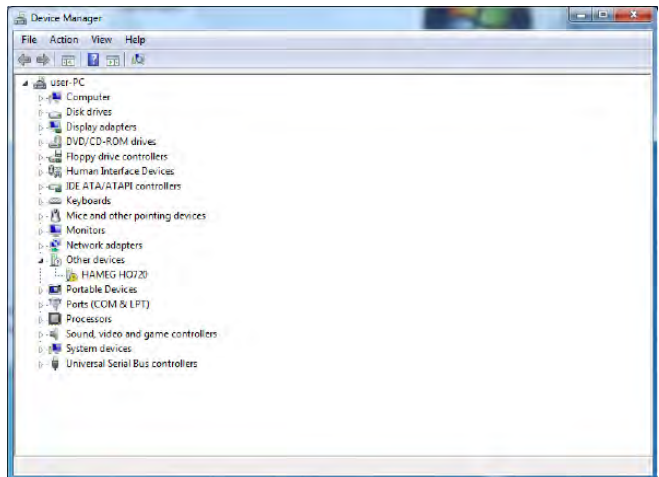 Device Manager
File Action View Help
user-PC
Computer
Disk drives
Display adapters
DVD/CD-ROM drives
Floppy drive controllers
Human Interface Devices
IDE ATA/ATAPI controllers
Keyboards
Mice and other pointing devices
Monitors
Network adapters
Other devices
HAMEG HO720
Portable Devices
Ports (COM & LPT)
Processors
Sound, video and game controllers
System devices
Universal Serial Bus controllers